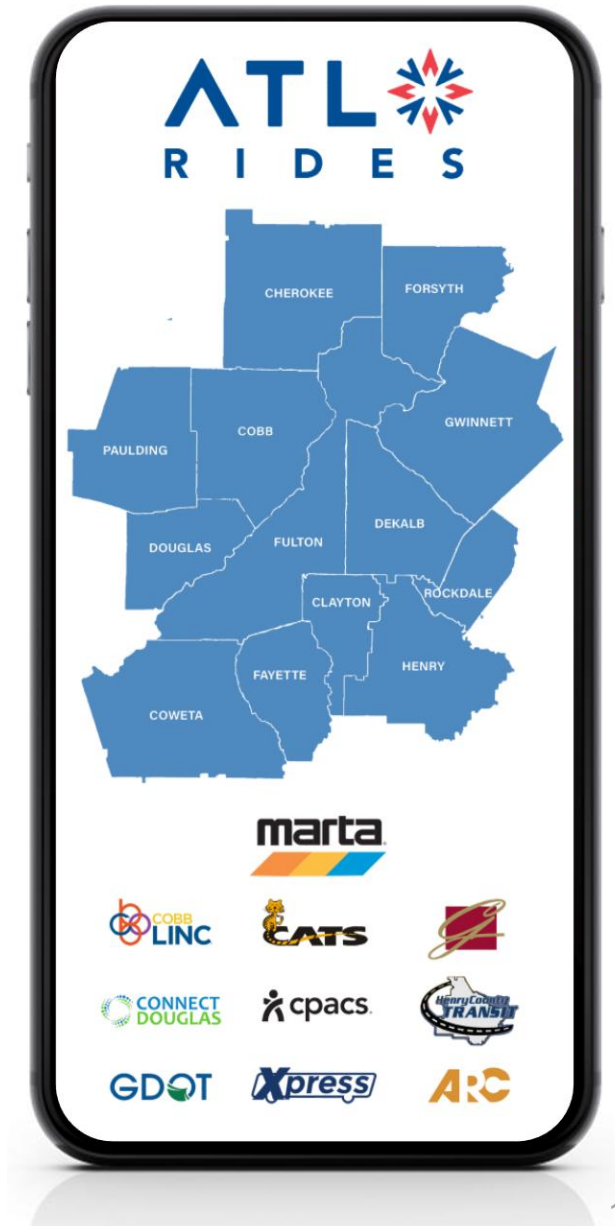 ATL
RIDES
CHEROKEE
FORSYTH
GWINNETT
PAULDING
COBB
DEKALB
DOUGLAS
FULTON
ROCKDALE
CLAYTON
HENRY
FAYETTE
COWETA
marta
COBB
LINC
CATS
G
CONNECT
DOUGLAS
cpacs.
Henry County
TRANSIT
GDOT
Xpress
ARC